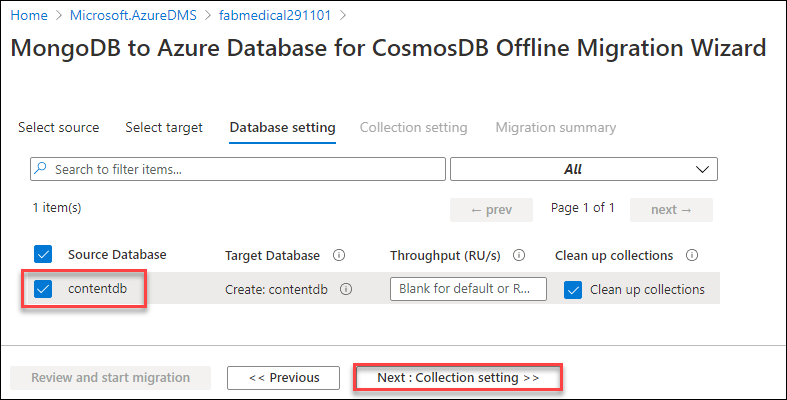 Home > Microsoft.AzureDMS > fabmedical291101 >
MongoDB to Azure Database for CosmosDB Offline Migration Wizard
Select source Select target Database setting Collection setting Migration summary
Search to filter items... All
1 item(s) ← prev Page 1 of 1 next →
Source Database Target Database Throughput (RU/s) Clean up collections
contentdb Create: contentdb Blank for default or R... Clean up collections
Review and start migration << Previous Next : Collection setting >>